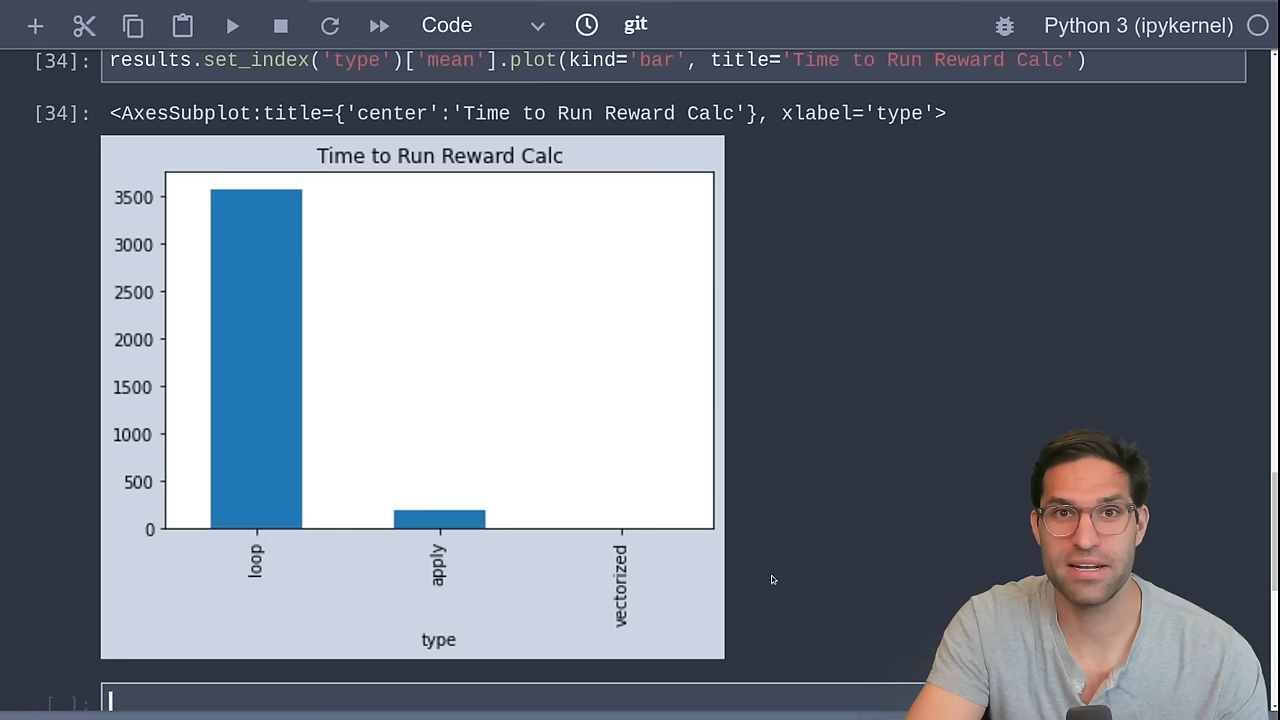 Code git Python 3 (ipykernel)
[34]: results.set_index('type')['mean'].plot(kind='bar', title='Time to Run Reward Calc')
[34]: <AxesSubplot:title={'center':'Time to Run Reward Calc'}, xlabel='type'>
Time to Run Reward Calc
3500
3000
2500
2000
1500
1000
500
0
loop
apply
vectorized
type
[ ]: